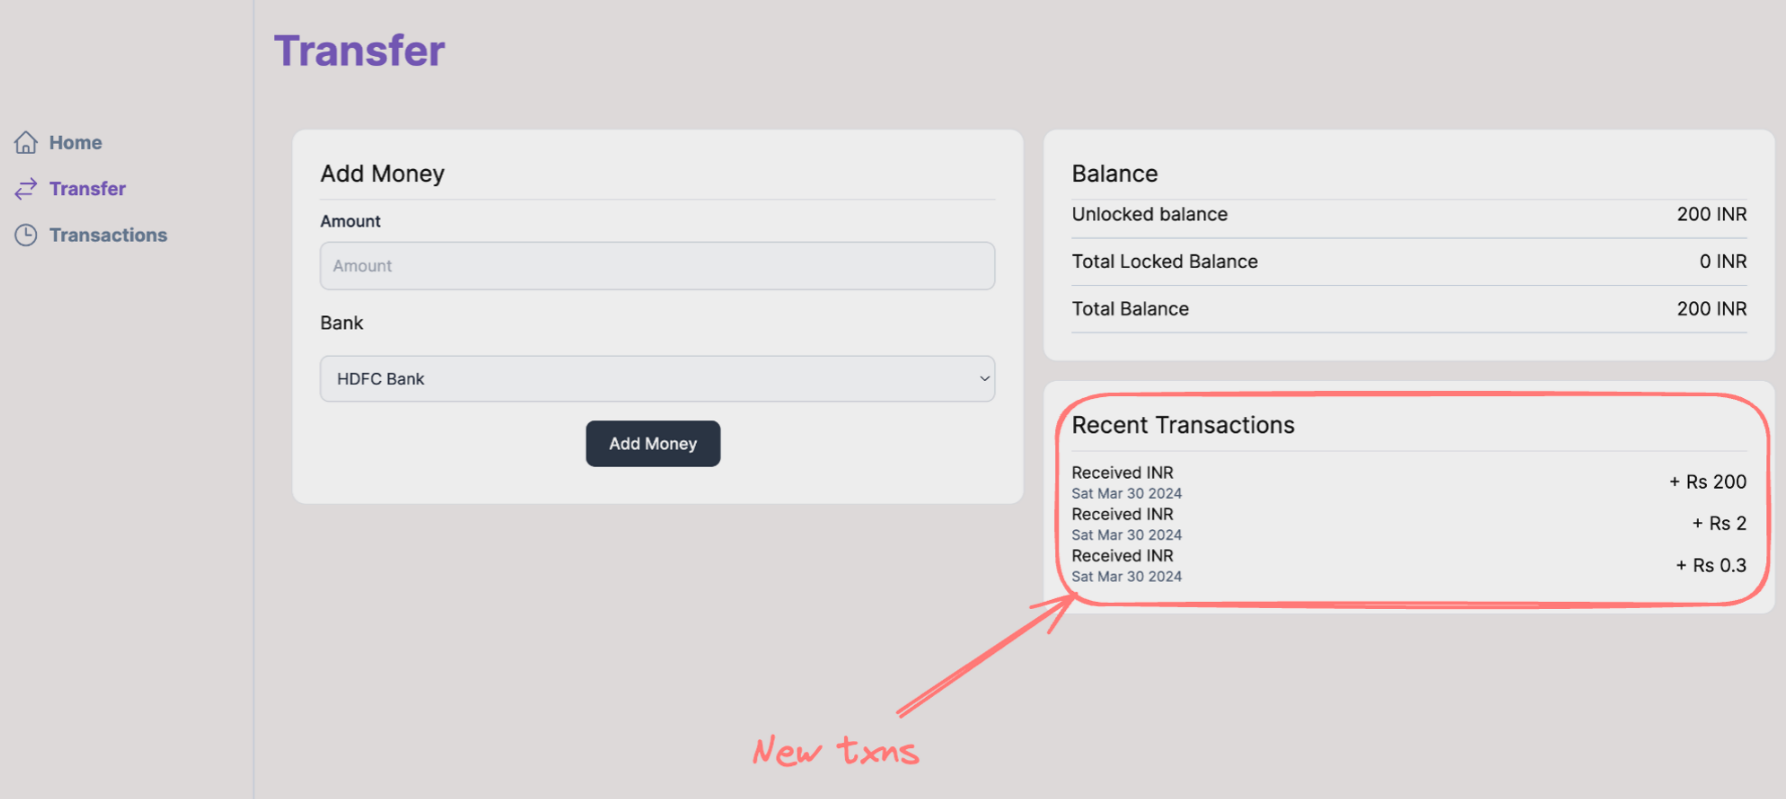 Transfer
Home
Transfer
Transactions
Add Money
Amount
Amount
Bank
HDFC Bank
Add Money
Balance
Unlocked balance 200 INR
Total Locked Balance 0 INR
Total Balance 200 INR
Recent Transactions
Received INR
Sat Mar 30 2024
+ Rs 200
Received INR
Sat Mar 30 2024
+ Rs 2
Received INR
Sat Mar 30 2024
+ Rs 0.3
New txns